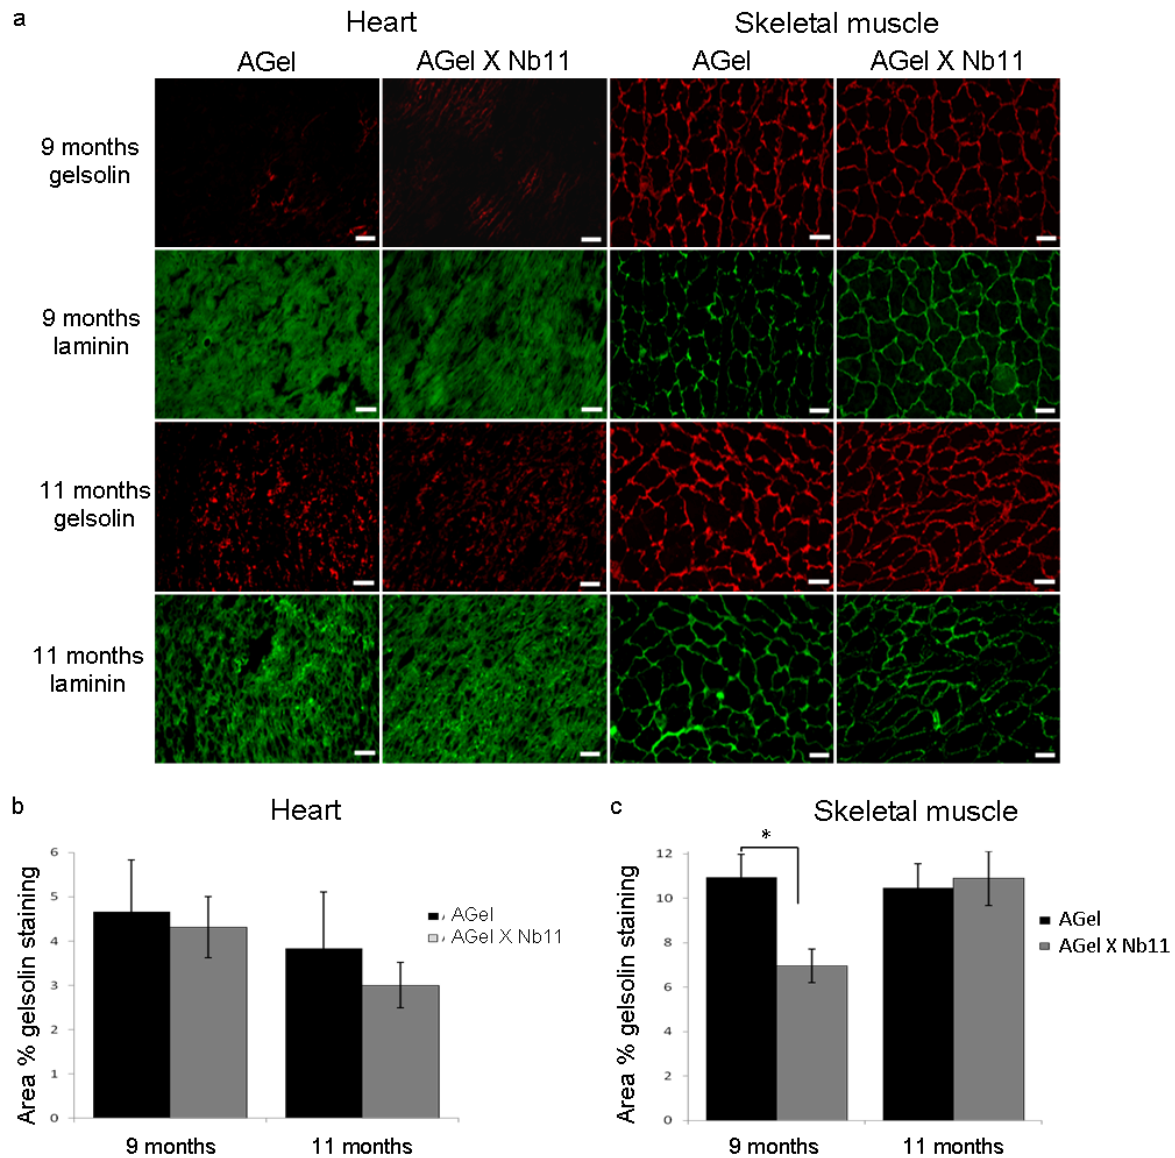 a
Heart
Skeletal muscle
AGel
AGel X Nb11
AGel
AGel X Nb11
9 months
gelsolin
9 months
laminin
11 months
gelsolin
11 months
laminin
b
Heart
Area % gelsolin staining
6
5
4
3
2
1
0
9 months
11 months
AGel
AGel X Nb11
c
Skeletal muscle
Area % gelsolin staining
12
10
8
6
4
2
0
*
9 months
11 months
AGel
AGel X Nb11